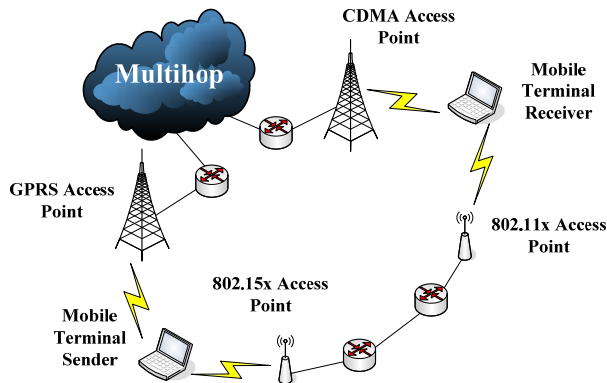 CDMA Access
Point
Multihop
Mobile
Terminal
Receiver
GPRS Access
Point
802.11x Access
Point
802.15x Access
Point
Mobile
Terminal
Sender